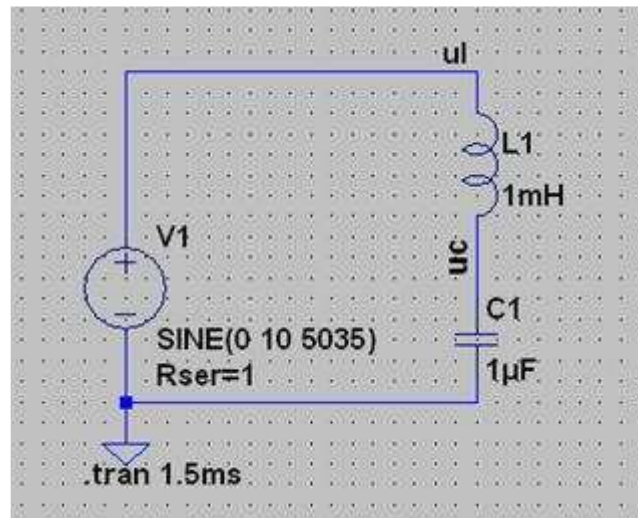 ul
L1
1mH
V1
uc
C1
SINE(0 10 5035)
1µF
Rser=1
.tran 1.5ms